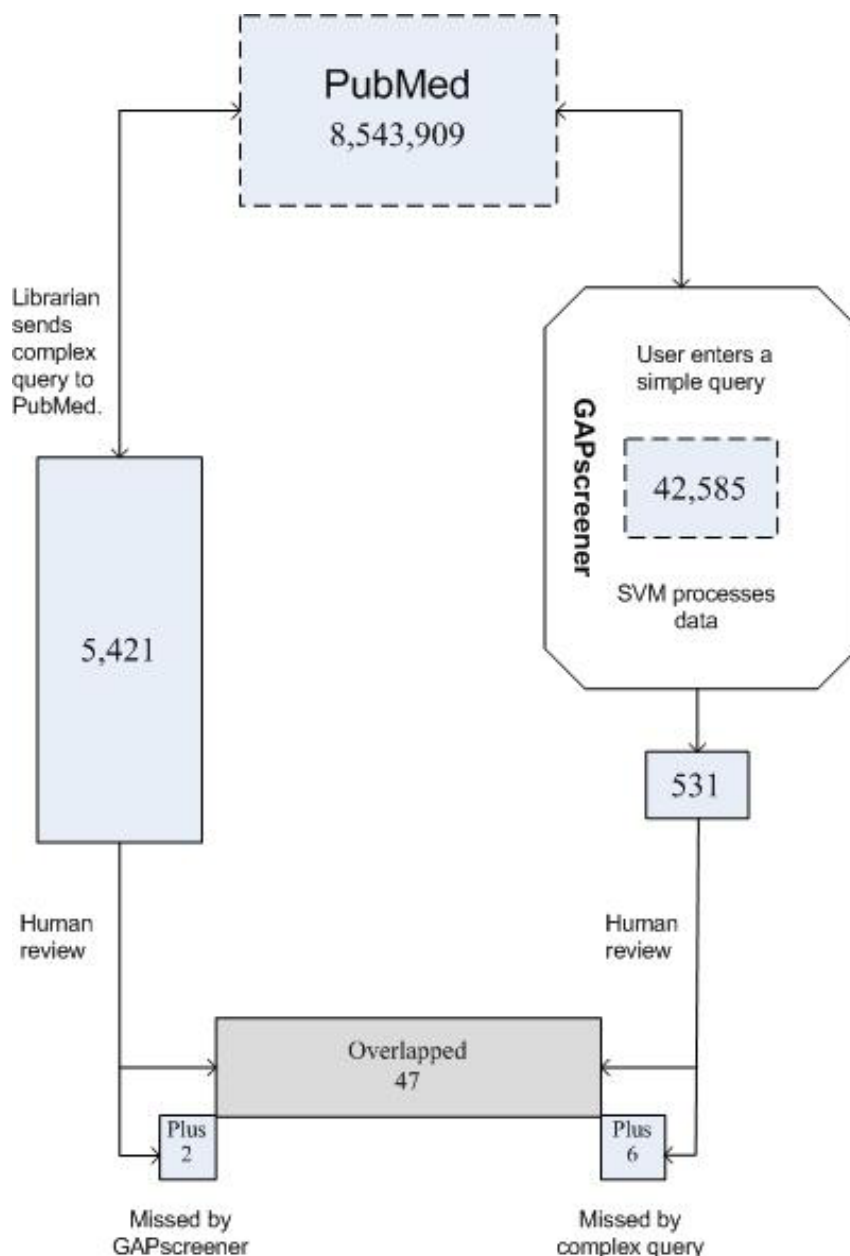 PubMed
8,543,909
Librarian
sends
complex
query to
PubMed.
User enters a
simple query
GAPscreener
42,585
SVM processes
data
5,421
531
Human
review
Human
review
Overlapped
47
Plus
2
Plus
6
Missed by
GAPscreener
Missed by
complex query